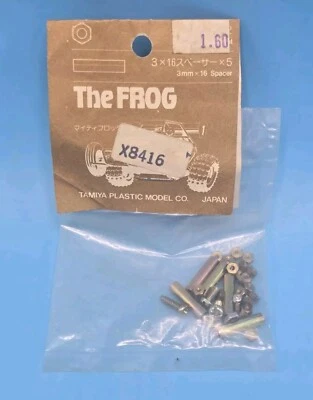 1.60
3×16スペーサー×5
3mm×16 Spacer
The FROG
マイティフロッグ
X8416
TAMIYA PLASTIC MODEL CO. JAPAN